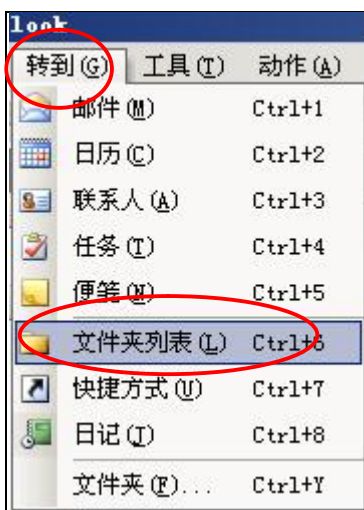 look
转到(G) 工具(T) 动作(A)
邮件(M) Ctrl+1
日历(C) Ctrl+2
联系人(A) Ctrl+3
任务(T) Ctrl+4
便笺(N) Ctrl+5
文件夹列表(L) Ctrl+6
快捷方式(U) Ctrl+7
日记(J) Ctrl+8
文件夹(F)... Ctrl+Y